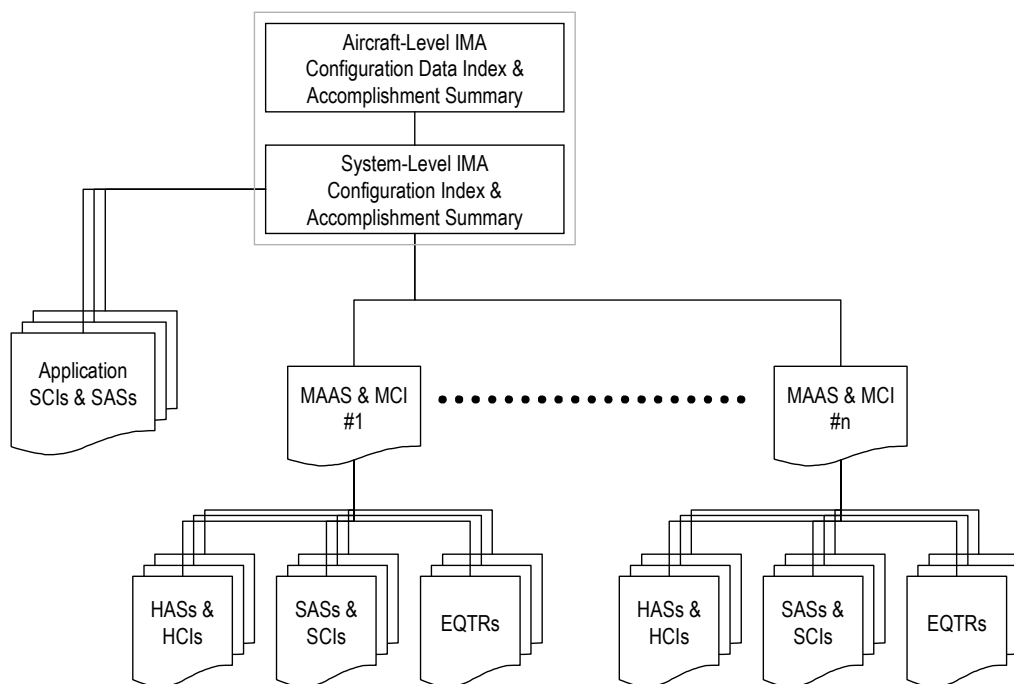 Aircraft-Level IMA
Configuration Data Index &
Accomplishment Summary
System-Level IMA
Configuration Index &
Accomplishment Summary
Application
SCIs & SASs
MAAS & MCI
#1
MAAS & MCI
#n
HASs &
HCIs
SASs &
SCIs
EQTRs
HASs &
HCIs
SASs &
SCIs
EQTRs